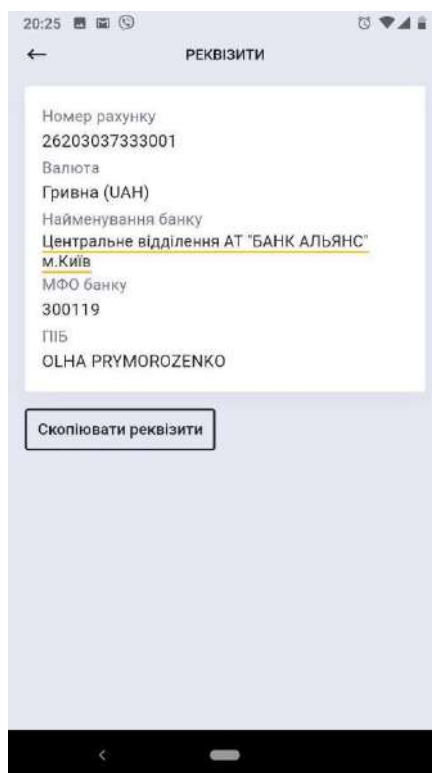 20:25
РЕКВІЗИТИ
Номер рахунку
26203037333001
Валюта
Гривна (UAH)
Найменування банку
Центральне відділення АТ "БАНК АЛЬЯНС"
м.Київ
МФО банку
300119
ПІБ
OLHA PRYMOROZENKO
Скопіювати реквізити